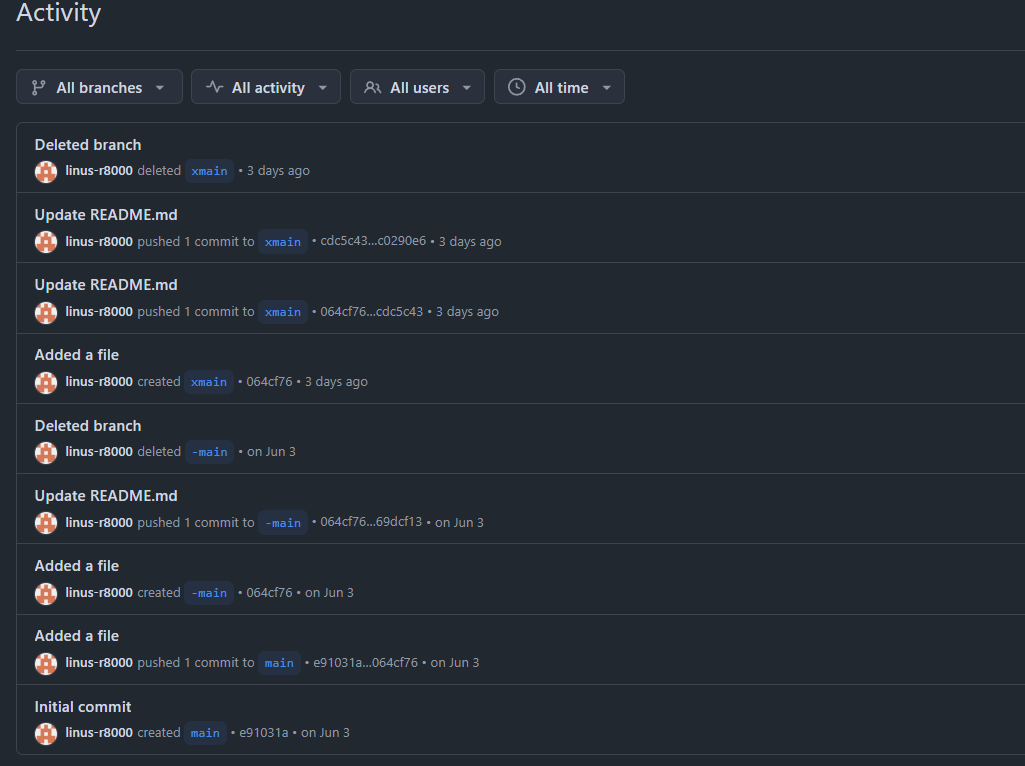 Activity
All branches All activity All users All time
Deleted branch
linus-r8000 deleted xmain • 3 days ago
Update README.md
linus-r8000 pushed 1 commit to xmain • cdc5c43...c0290e6 • 3 days ago
Update README.md
linus-r8000 pushed 1 commit to xmain • 064cf76...cdc5c43 • 3 days ago
Added a file
linus-r8000 created xmain • 064cf76 • 3 days ago
Deleted branch
linus-r8000 deleted -main • on Jun 3
Update README.md
linus-r8000 pushed 1 commit to -main • 064cf76...69dcf13 • on Jun 3
Added a file
linus-r8000 created -main • 064cf76 • on Jun 3
Added a file
linus-r8000 pushed 1 commit to main • e91031a...064cf76 • on Jun 3
Initial commit
linus-r8000 created main • e91031a • on Jun 3